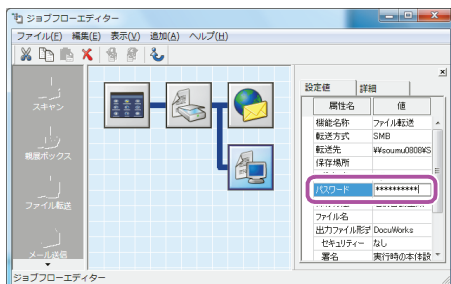 ジョブフローエディター
ファイル(F) 編集(E) 表示(V) 追加(A) ヘルプ(H)
設定値 詳細
スキャン
属性名 値
機能名称 ファイル転送
転送方式 SMB
転送先 ¥¥soumu0808¥S
保存場所
親展ボックス
パスワード **********
ファイル転送
ファイル名
出力ファイル形式 DocuWorks
セキュリティー なし
メール送信
署名 実行時の本体設
ジョブフローエディター